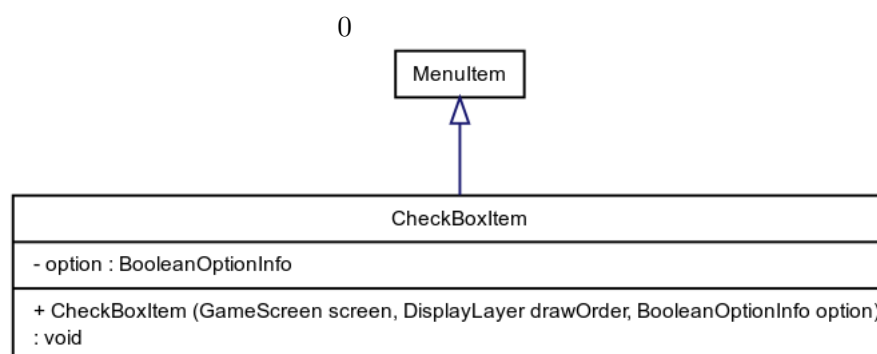 0
MenuItem
CheckBoxItem
- option : BooleanOptionInfo
+ CheckBoxItem (GameScreen screen, DisplayLayer drawOrder, BooleanOptionInfo option)
: void